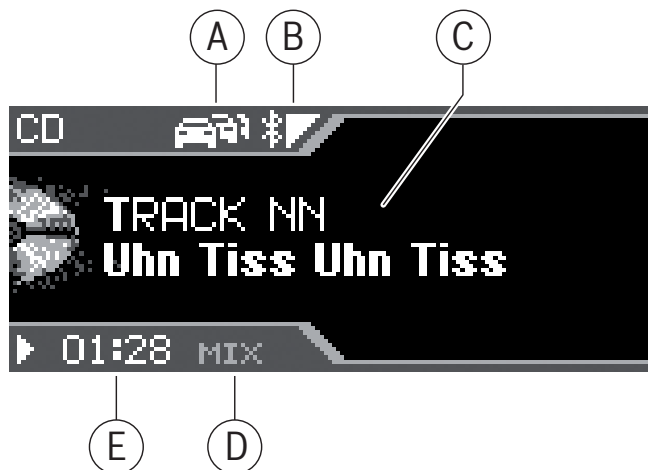 A B C
CD
TRACK NN
Uhn Tiss Uhn Tiss
01:28 MIX
E D